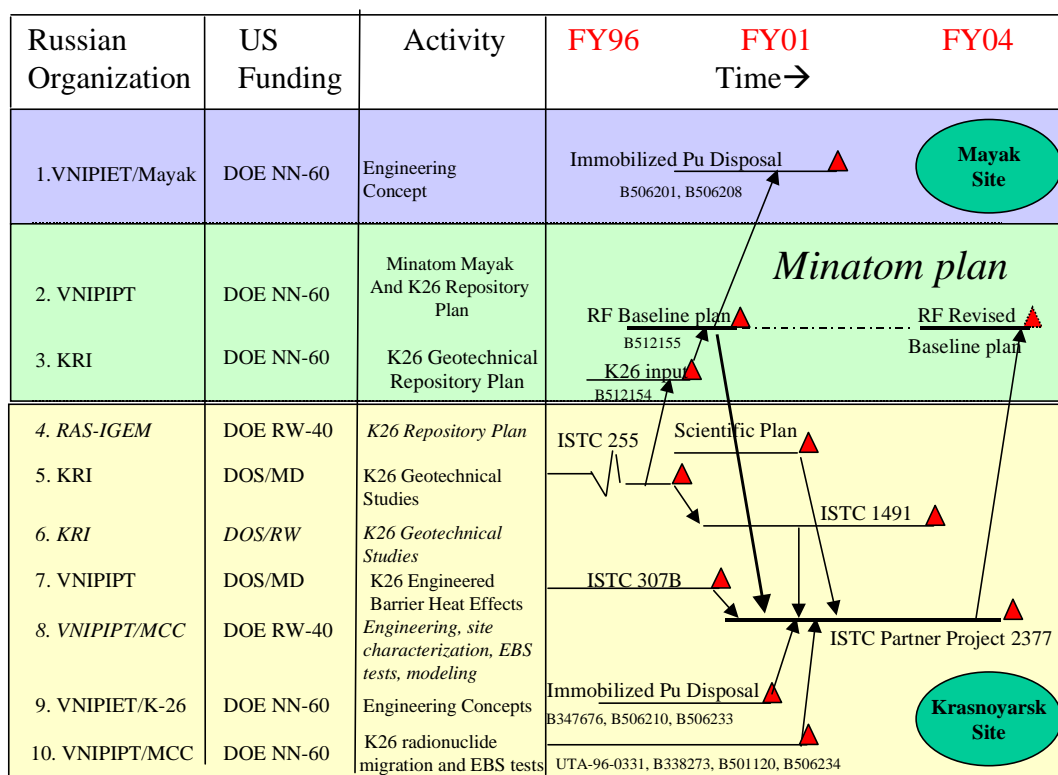 Russian
Organization
US
Funding
Activity
FY96
FY01
FY04
Time→
1.VNIPIET/Mayak
DOE NN-60
Engineering
Concept
Immobilized Pu Disposal
B506201, B506208
Mayak
Site
2. VNIPIPT
DOE NN-60
Minatom Mayak
And K26 Repository
Plan
Minatom plan
RF Baseline plan
B512155
RF Revised
Baseline plan
3. KRI
DOE NN-60
K26 Geotechnical
Repository Plan
K26 input
B512154
4. RAS-IGEM
DOE RW-40
K26 Repository Plan
ISTC 255
Scientific Plan
5. KRI
DOS/MD
K26 Geotechnical
Studies
ISTC 1491
6. KRI
DOS/RW
K26 Geotechnical
Studies
7. VNIPIPT
DOS/MD
K26 Engineered
Barrier Heat Effects
ISTC 307B
8. VNIPIPT/MCC
DOE RW-40
Engineering, site
characterization, EBS
tests, modeling
ISTC Partner Project 2377
9. VNIPIET/K-26
DOE NN-60
Engineering Concepts
Immobilized Pu Disposal
B347676, B506210, B506233
Krasnoyarsk
Site
10. VNIPIPT/MCC
DOE NN-60
K26 radionuclide
migration and EBS tests
UTA-96-0331, B338273, B501120, B506234